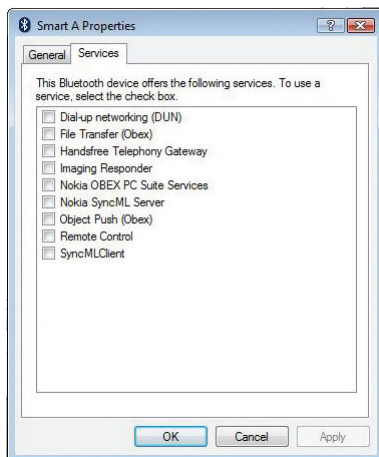 Smart A Properties
General
Services
This Bluetooth device offers the following services. To use a
service, select the check box.
Dial-up networking (DUN)
File Transfer (Obex)
Handsfree Telephony Gateway
Imaging Responder
Nokia OBEX PC Suite Services
Nokia SyncML Server
Object Push (Obex)
Remote Control
SyncMLClient
OK
Cancel
Apply